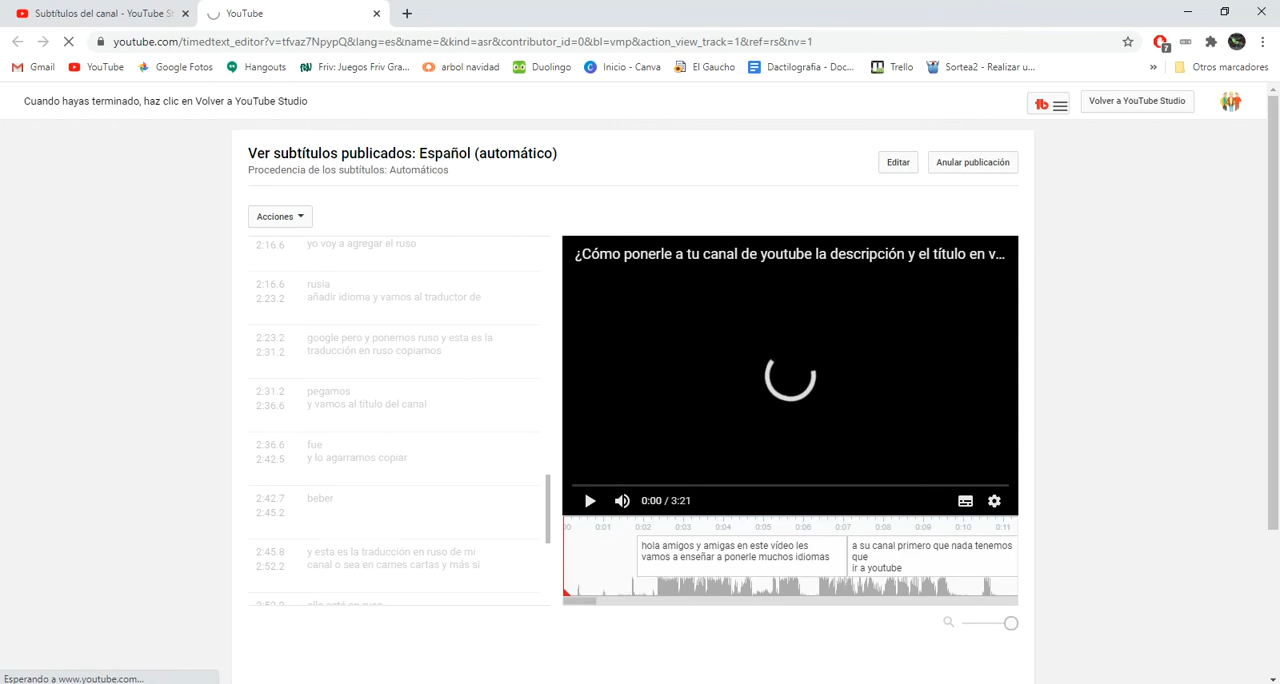 Subtítulos del canal - YouTube St
YouTube
youtube.com/timedtext_editor?v=tfvaz7NpypQ&lang=es&name=&kind=asr&contributor_id=0&bl=vmp&action_view_track=1&ref=rs&nv=1
7
Gmail
YouTube
Google Fotos
Hangouts
Friv: Juegos Friv Gra...
arbol navidad
Duolingo
Inicio - Canva
El Gaucho
Dactilografia - Doc...
Trello
Sortea2 - Realizar u...
»
Otros marcadores
Cuando hayas terminado, haz clic en Volver a YouTube Studio
tb
Volver a YouTube Studio
Ver subtítulos publicados: Español (automático)
Procedencia de los subtítulos: Automáticos
Editar
Anular publicación
Acciones
2:16.6 yo voy a agregar el ruso
2:16.6 rusia
2:23.2 añadir idioma y vamos al traductor de
2:23.2 google pero y ponemos ruso y esta es la
2:31.2 traducción en ruso copiamos
2:31.2 pegamos
2:36.6 y vamos al título del canal
2:36.6 fue
2:42.5 y lo agarramos copiar
2:42.7 beber
2:45.2
2:45.8 y esta es la traducción en ruso de mi
2:52.2 canal o sea en carnes cartas y más si
2:52.2 ello está en ruso
¿Cómo ponerle a tu canal de youtube la descripción y el título en v...
0:00 / 3:21
00 0:01 0:02 0:03 0:04 0:05 0:06 0:07 0:08 0:09 0:10 0:11
hola amigos y amigas en este vídeo les
vamos a enseñar a ponerle muchos idiomas
a su canal primero que nada tenemos
que
ir a youtube
Esperando a www.youtube.com...